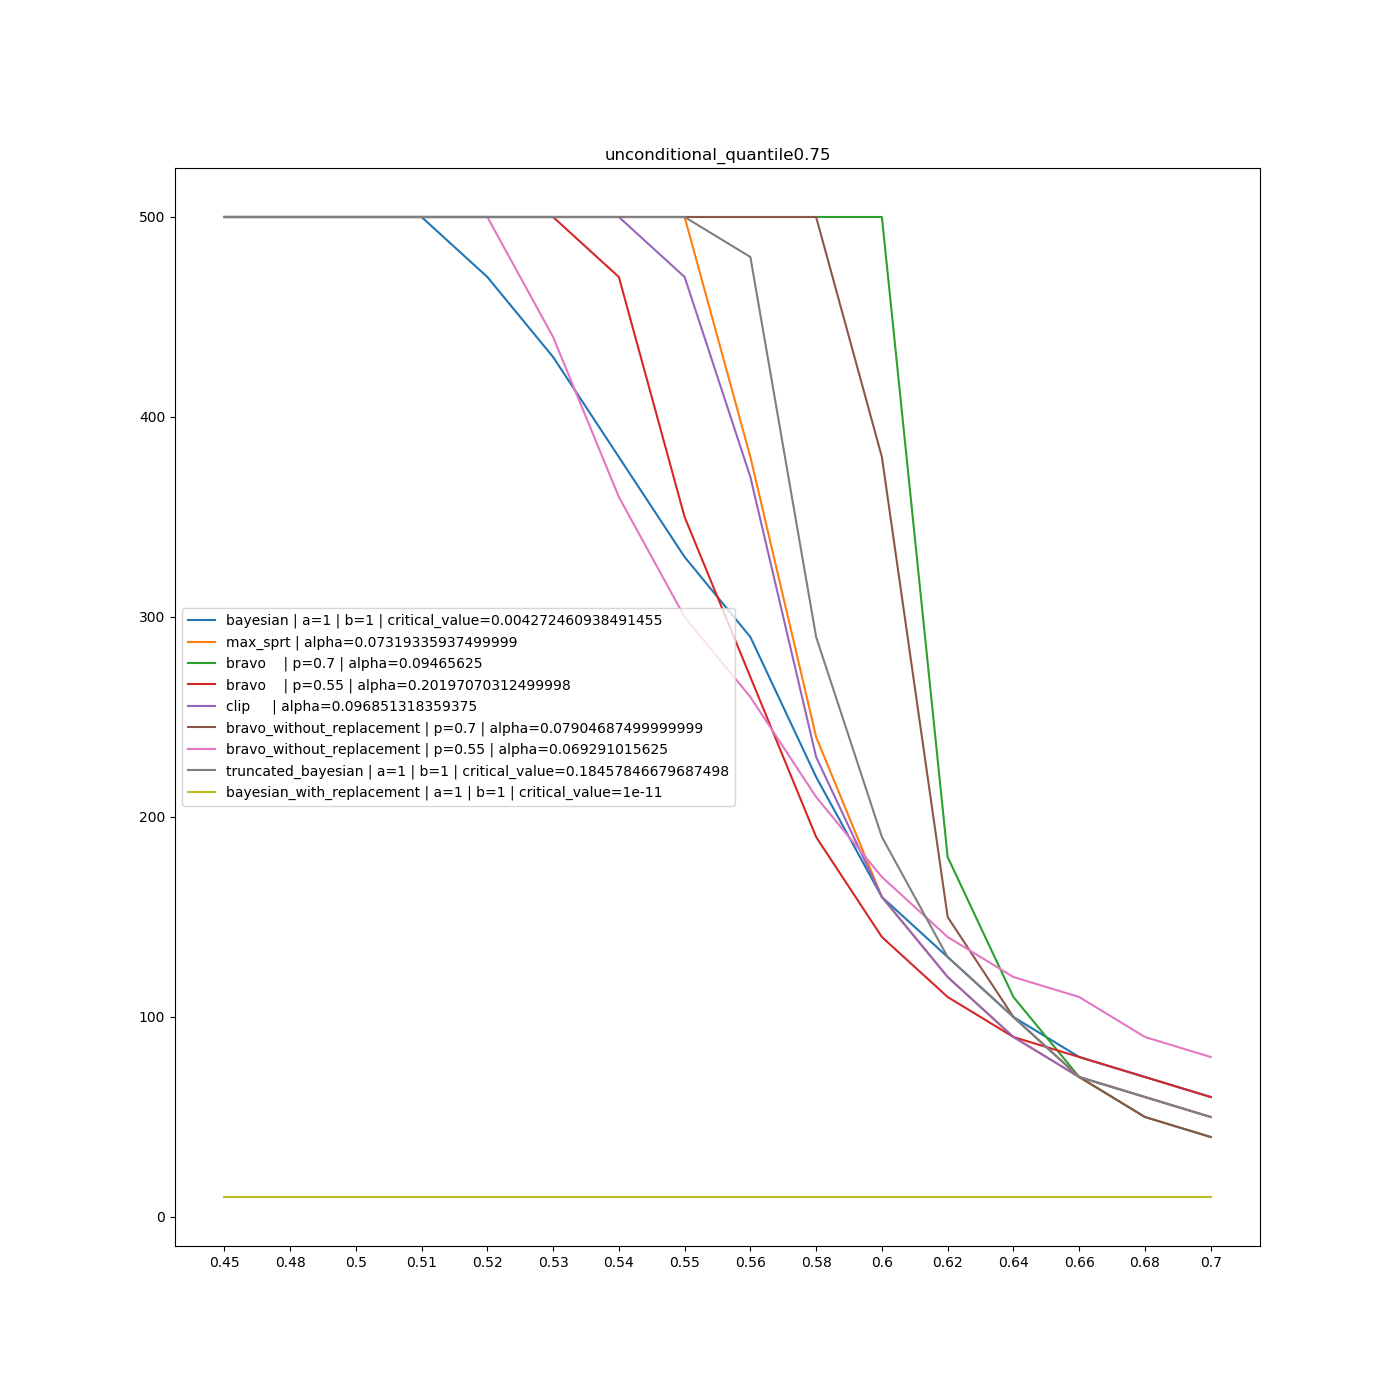 unconditional_quantile0.75
500
400
300
200
100
0
bayesian | a=1 | b=1 | critical_value=0.004272460938491455
max_sprt | alpha=0.07319335937499999
bravo    | p=0.7 | alpha=0.09465625
bravo    | p=0.55 | alpha=0.20197070312499998
clip     | alpha=0.096851318359375
bravo_without_replacement | p=0.7 | alpha=0.07904687499999999
bravo_without_replacement | p=0.55 | alpha=0.069291015625
truncated_bayesian | a=1 | b=1 | critical_value=0.18457846679687498
bayesian_with_replacement | a=1 | b=1 | critical_value=1e-11
0.45 0.48 0.5 0.51 0.52 0.53 0.54 0.55 0.56 0.58 0.6 0.62 0.64 0.66 0.68 0.7